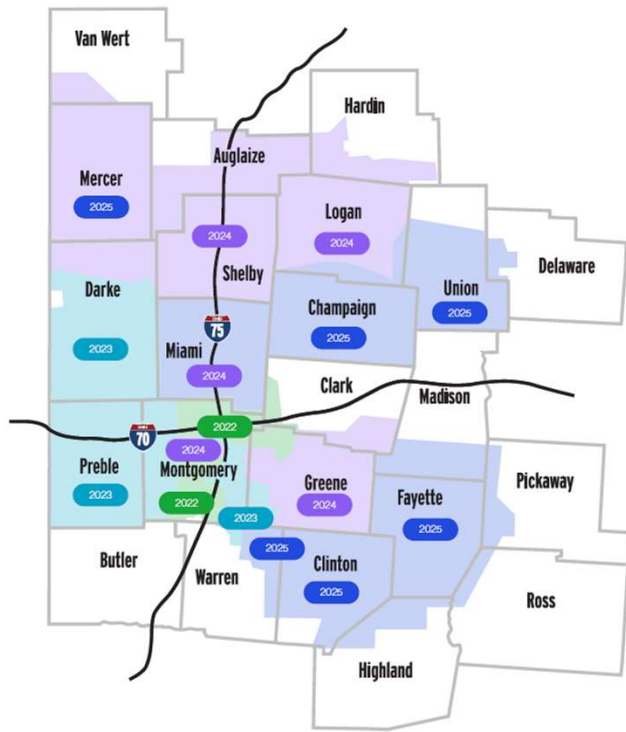 Van Wert
Hardin
Auglaize
Mercer
2025
Logan
2024
2024
Shelby
Delaware
Union
2025
Darke
2023
Champaign
2025
75
Miami
2024
Clark
Madison
70
2022
2024
Montgomery
2022
Preble
2023
Greene
2024
Pickaway
Fayette
2025
2023
2025
Clinton
2025
Butler
Warren
Ross
Highland